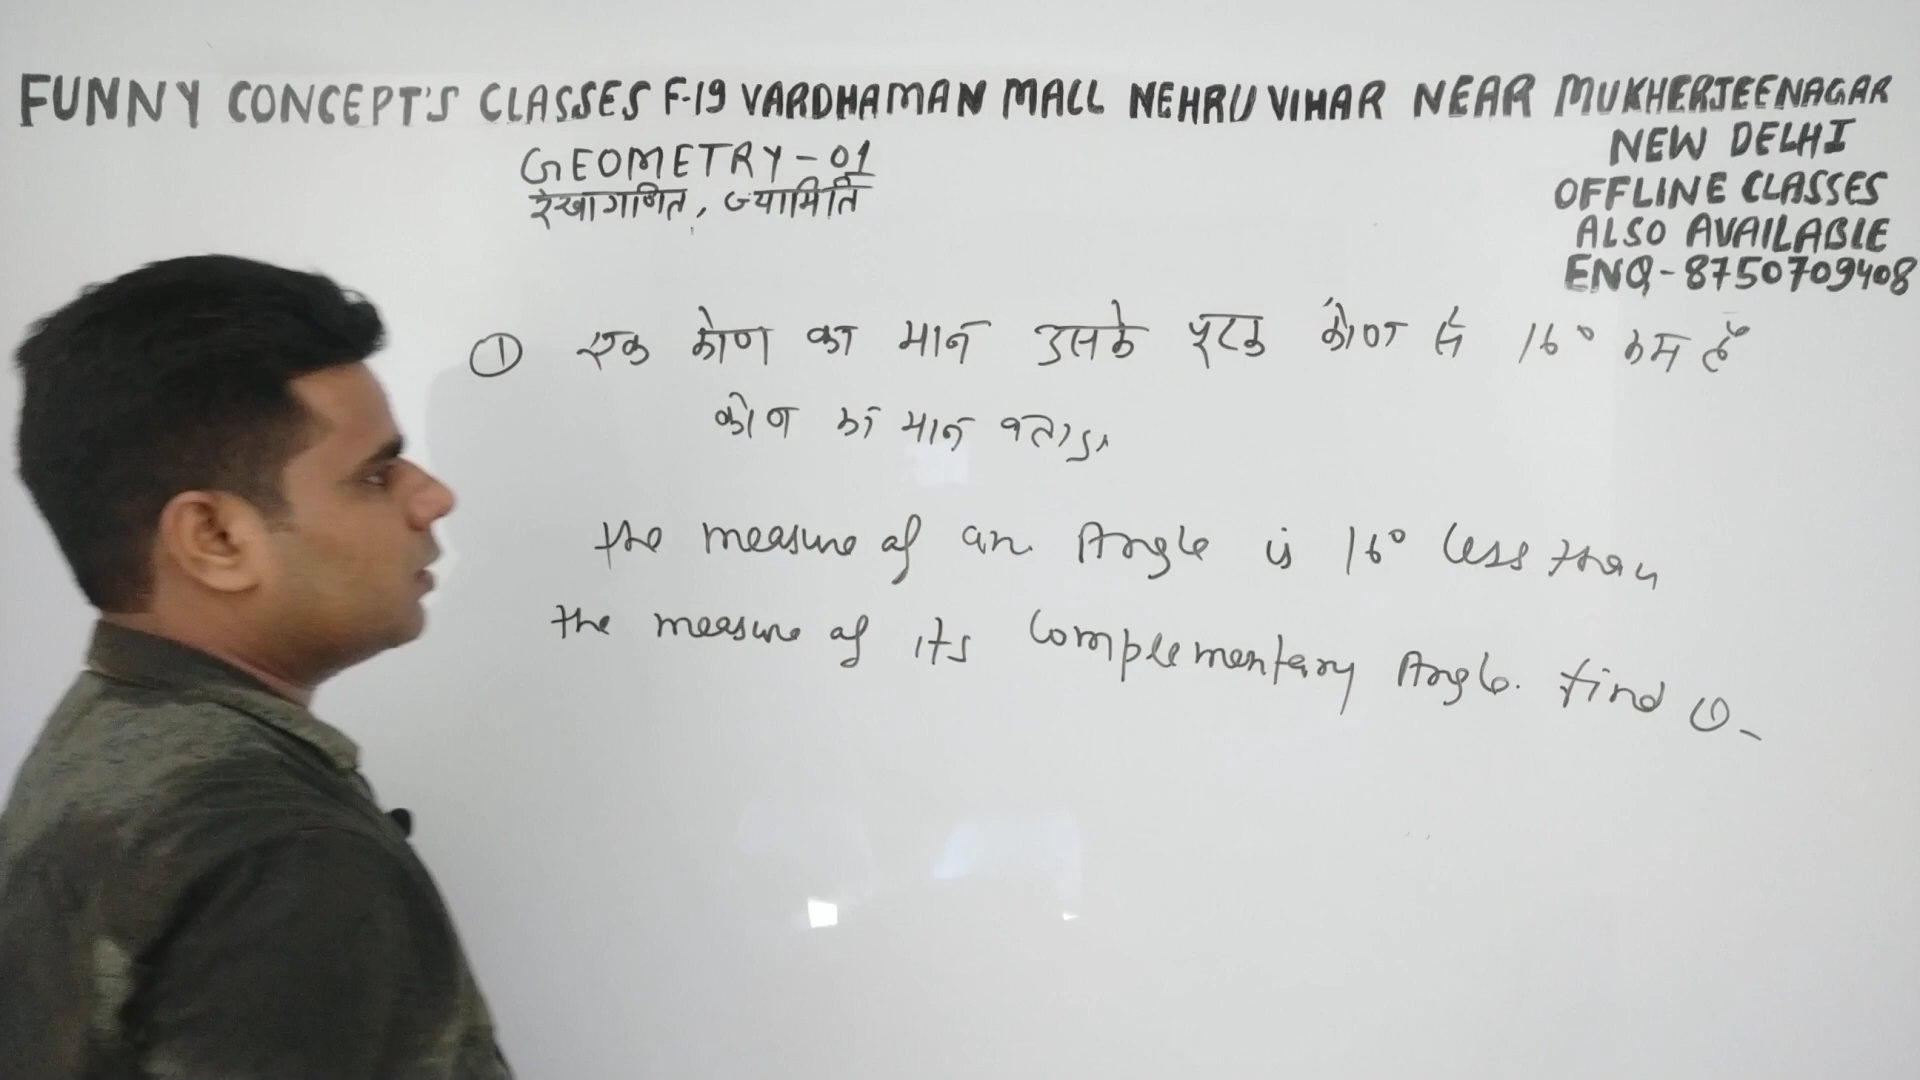 FUNNY CONCEPT'S CLASSES F-19 VARDHAMAN MALL NEHRU VIHAR NEAR MUKHERJEENAGAR
NEW DELHI
OFFLINE CLASSES
ALSO AVAILABLE
ENQ-8750709408
GEOMETRY-01
रेखागणित, ज्यामिति
① एक कोण का मान उसके पूरक कोण से 16° कम है
कोण का मान बताइए
the measure of an Angle is 16° less than
the measure of its Complementary Angle. find